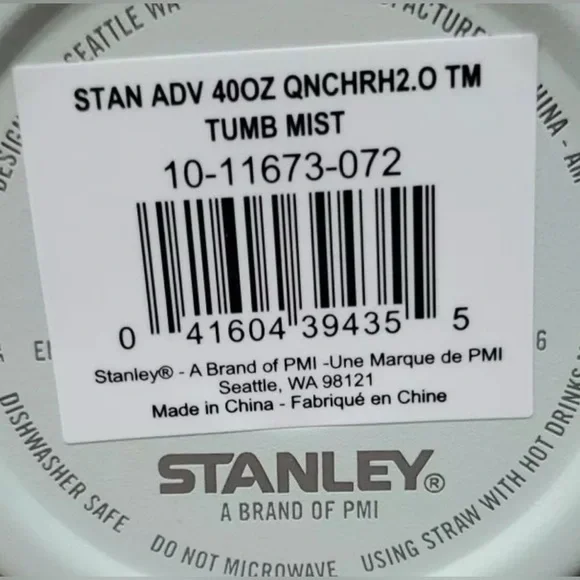 SEATTLE WA
STAN ADV 40OZ QNCHRH2.O TM
TUMB MIST
10-11673-072
0 41604 39435 5
Stanley® - A Brand of PMI -Une Marque de PMI
Seattle, WA 98121
Made in China - Fabriqué en Chine
6
STANLEY®
A BRAND OF PMI
DISHWASHER SAFE
DO NOT MICROWAVE
USING STRAW WITH HOT DRINKS